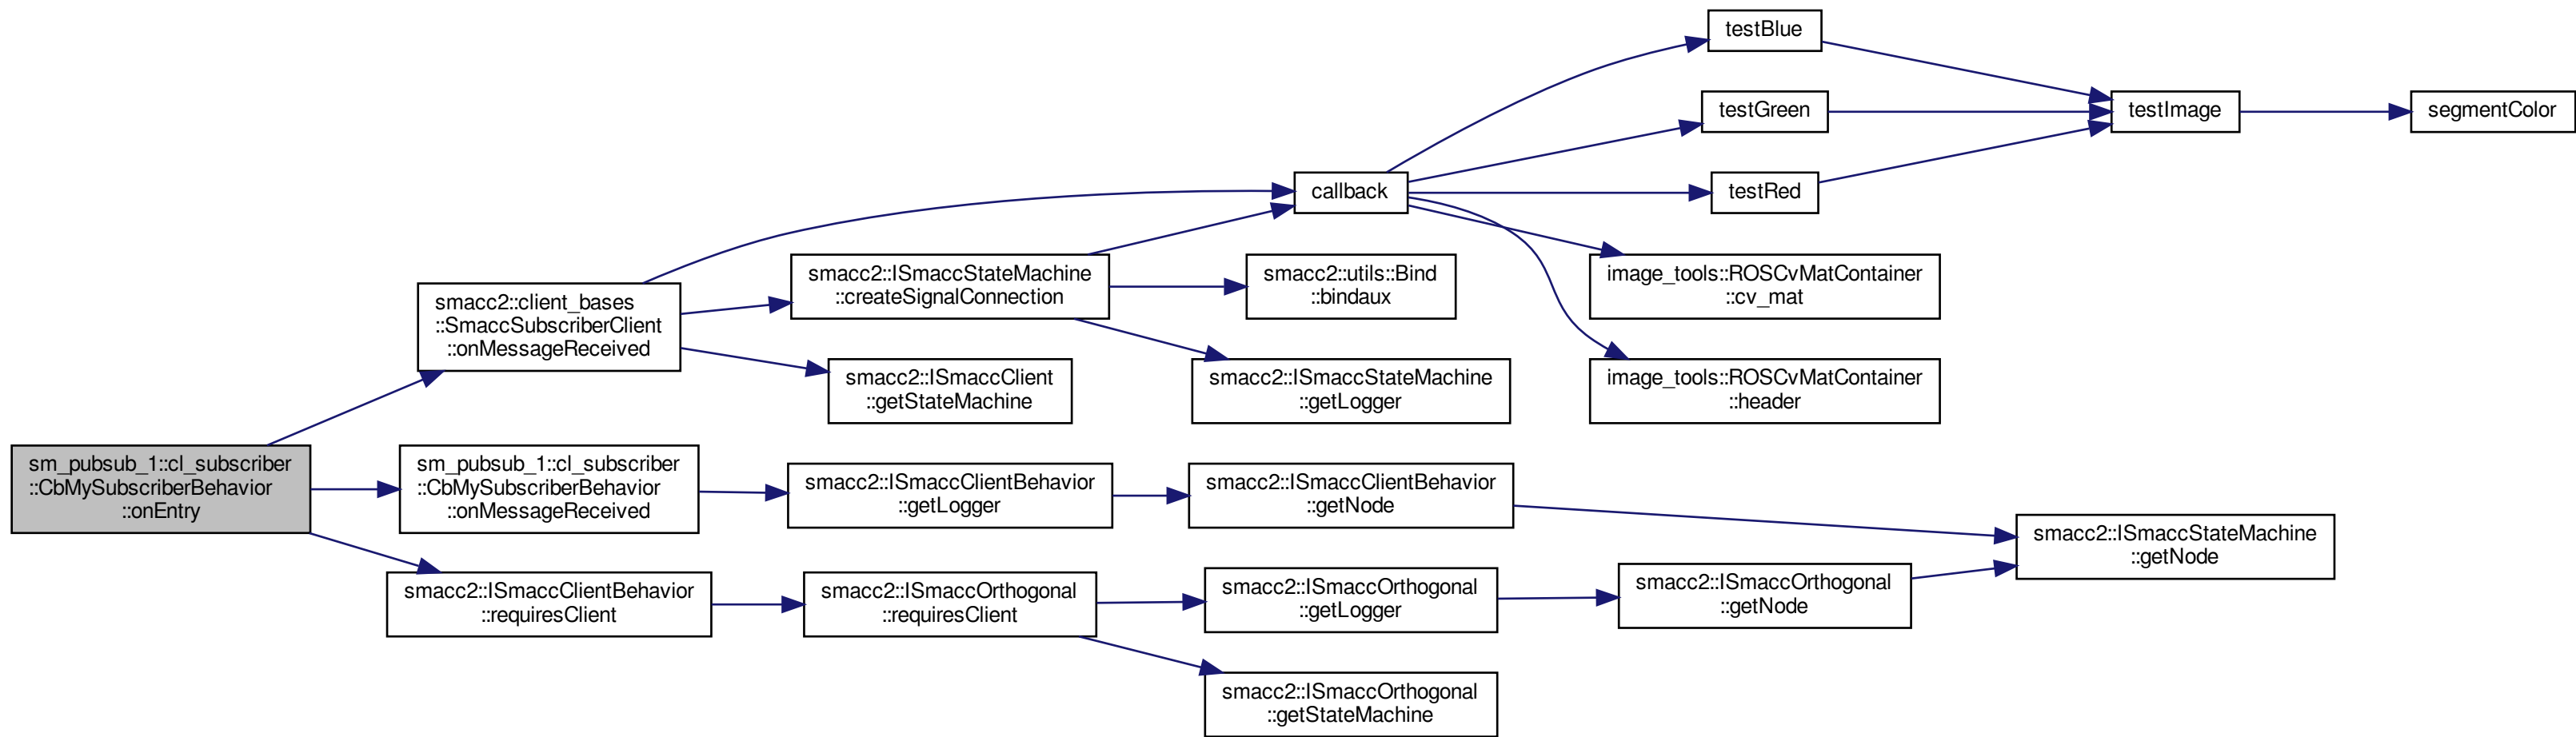 sm_pubsub_1::cl_subscriber
::CbMySubscriberBehavior
::onEntry
smacc2::client_bases
::SmaccSubscriberClient
::onMessageReceived
smacc2::ISmaccStateMachine
::createSignalConnection
callback
testBlue
testImage
segmentColor
testGreen
testRed
image_tools::ROSCvMatContainer
::cv_mat
image_tools::ROSCvMatContainer
::header
smacc2::utils::Bind
::bindaux
smacc2::ISmaccStateMachine
::getLogger
smacc2::ISmaccClient
::getStateMachine
sm_pubsub_1::cl_subscriber
::CbMySubscriberBehavior
::onMessageReceived
smacc2::ISmaccClientBehavior
::getLogger
smacc2::ISmaccClientBehavior
::getNode
smacc2::ISmaccStateMachine
::getNode
smacc2::ISmaccClientBehavior
::requiresClient
smacc2::ISmaccOrthogonal
::requiresClient
smacc2::ISmaccOrthogonal
::getLogger
smacc2::ISmaccOrthogonal
::getNode
smacc2::ISmaccOrthogonal
::getStateMachine